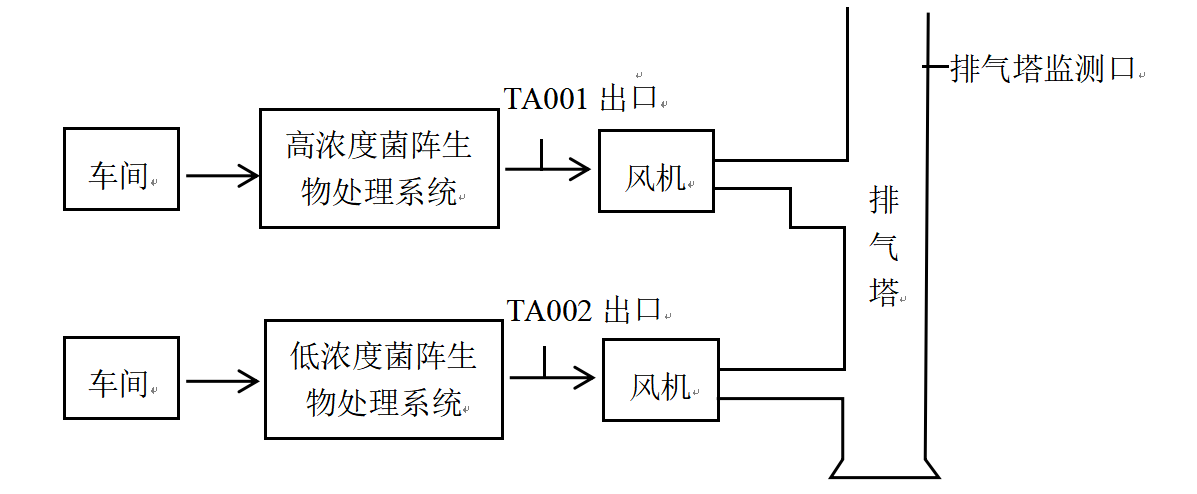 排气塔监测口
TA001 出口
车间
高浓度菌阵生
物处理系统
风机
排
气
塔
TA002 出口
车间
低浓度菌阵生
物处理系统
风机